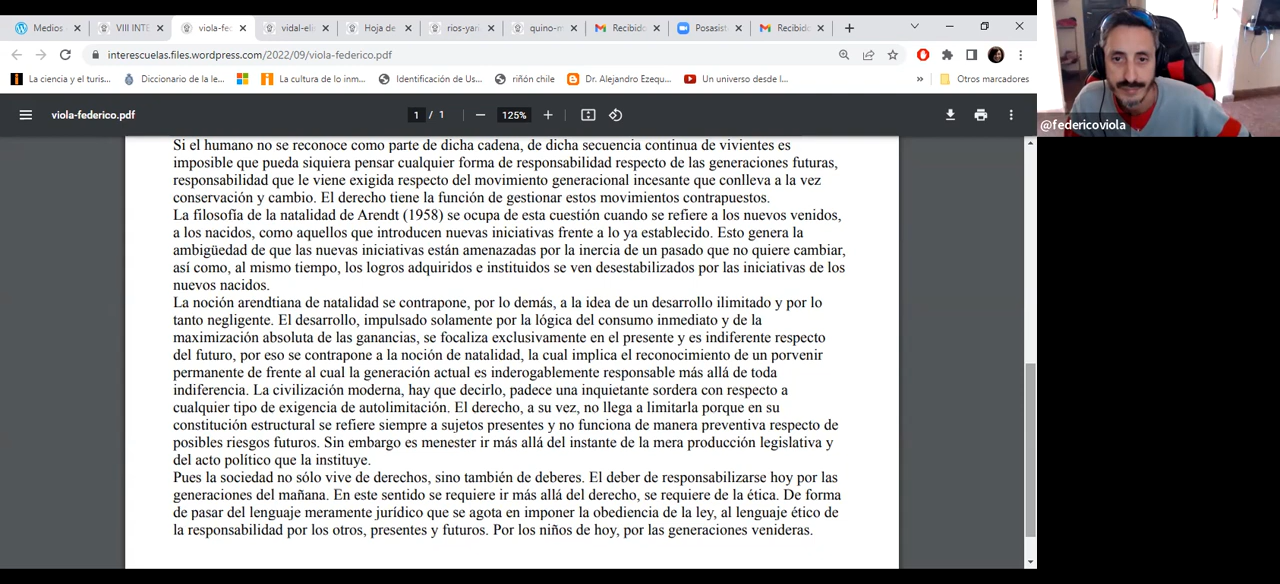 Medios
VIII INTE
viola-fe
vidal-eli
Hoja de
rios-yari
quino-m
Recibido
Posasist
Recibido
interescuelas.files.wordpress.com/2022/09/viola-federico.pdf
La ciencia y el turis...
Diccionario de la le...
La cultura de lo inm...
Identificación de Us...
riñón chile
Dr. Alejandro Ezequ...
Un universo desde l...
Otros marcadores
@federicoviola
viola-federico.pdf
1 / 1
125%
Si el humano no se reconoce como parte de dicha cadena, de dicha secuencia continua de vivientes es
imposible que pueda siquiera pensar cualquier forma de responsabilidad respecto de las generaciones futuras,
responsabilidad que le viene exigida respecto del movimiento generacional incesante que conlleva a la vez
conservación y cambio. El derecho tiene la función de gestionar estos movimientos contrapuestos.
La filosofía de la natalidad de Arendt (1958) se ocupa de esta cuestión cuando se refiere a los nuevos venidos,
a los nacidos, como aquellos que introducen nuevas iniciativas frente a lo ya establecido. Esto genera la
ambigüedad de que las nuevas iniciativas están amenazadas por la inercia de un pasado que no quiere cambiar,
así como, al mismo tiempo, los logros adquiridos e instituidos se ven desestabilizados por las iniciativas de los
nuevos nacidos.
La noción arendtiana de natalidad se contrapone, por lo demás, a la idea de un desarrollo ilimitado y por lo
tanto negligente. El desarrollo, impulsado solamente por la lógica del consumo inmediato y de la
maximización absoluta de las ganancias, se focaliza exclusivamente en el presente y es indiferente respecto
del futuro, por eso se contrapone a la noción de natalidad, la cual implica el reconocimiento de un porvenir
permanente de frente al cual la generación actual es inderogablemente responsable más allá de toda
indiferencia. La civilización moderna, hay que decirlo, padece una inquietante sordera con respecto a
cualquier tipo de exigencia de autolimitación. El derecho, a su vez, no llega a limitarla porque en su
constitución estructural se refiere siempre a sujetos presentes y no funciona de manera preventiva respecto de
posibles riesgos futuros. Sin embargo es menester ir más allá del instante de la mera producción legislativa y
del acto político que la instituye.
Pues la sociedad no sólo vive de derechos, sino también de deberes. El deber de responsabilizarse hoy por las
generaciones del mañana. En este sentido se requiere ir más allá del derecho, se requiere de la ética. De forma
de pasar del lenguaje meramente jurídico que se agota en imponer la obediencia de la ley, al lenguaje ético de
la responsabilidad por los otros, presentes y futuros. Por los niños de hoy, por las generaciones venideras.